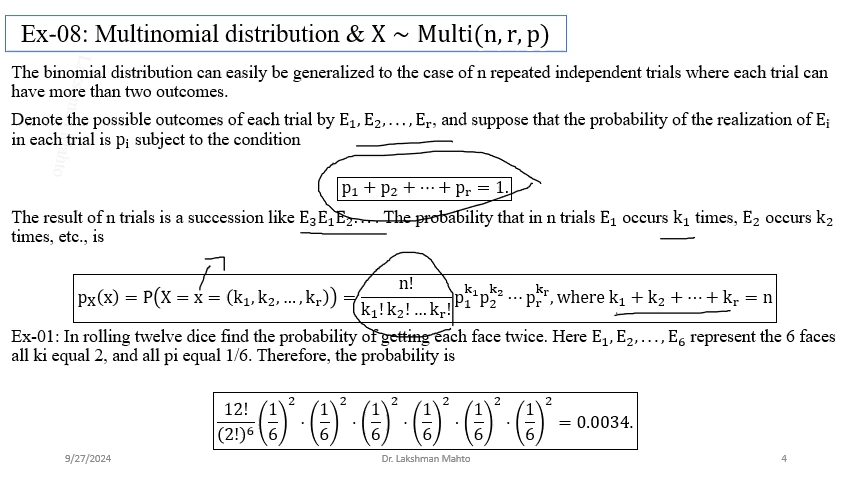 Ex-08: Multinomial distribution & X ~ Multi(n, r, p)
The binomial distribution can easily be generalized to the case of n repeated independent trials where each trial can
have more than two outcomes.
Denote the possible outcomes of each trial by E₁, E₂, . . . , Eᵣ, and suppose that the probability of the realization of Eᵢ
in each trial is pᵢ subject to the condition
p₁ + p₂ + ⋯ + pᵣ = 1.
The result of n trials is a succession like E₃E₁E₂. . . . The probability that in n trials E₁ occurs k₁ times, E₂ occurs k₂
times, etc., is
p_X(x) = P(X = x = (k₁, k₂, … , kᵣ)) = n! / (k₁! k₂! … kᵣ!) p₁^k₁ p₂^k₂ ⋯ pᵣ^kᵣ, where k₁ + k₂ + ⋯ + kᵣ = n
Ex-01: In rolling twelve dice find the probability of getting each face twice. Here E₁, E₂, . . . , E₆ represent the 6 faces
all ki equal 2, and all pi equal 1/6. Therefore, the probability is
12! / (2!)⁶ (1/6)² · (1/6)² · (1/6)² · (1/6)² · (1/6)² · (1/6)² = 0.0034.
9/27/2024 Dr. Lakshman Mahto 4